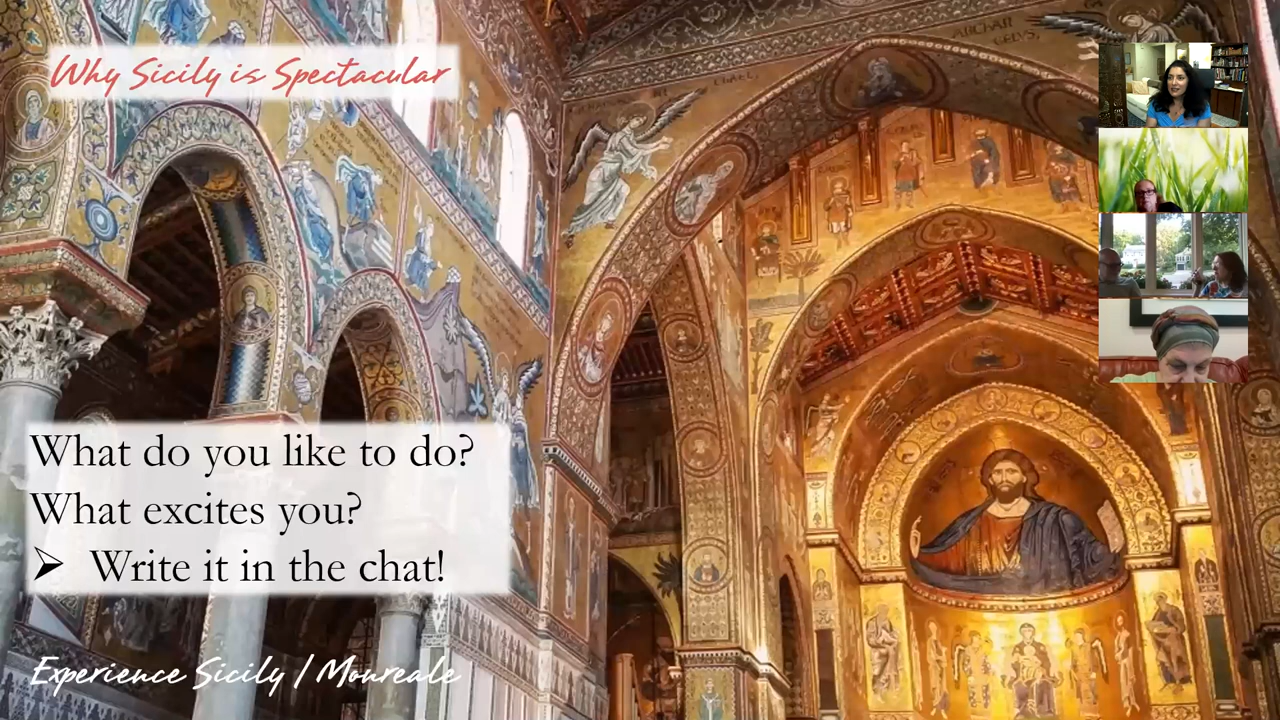 Why Sicily is Spectacular
What do you like to do?
What excites you?
➢ Write it in the chat!
Experience Sicily / Monreale